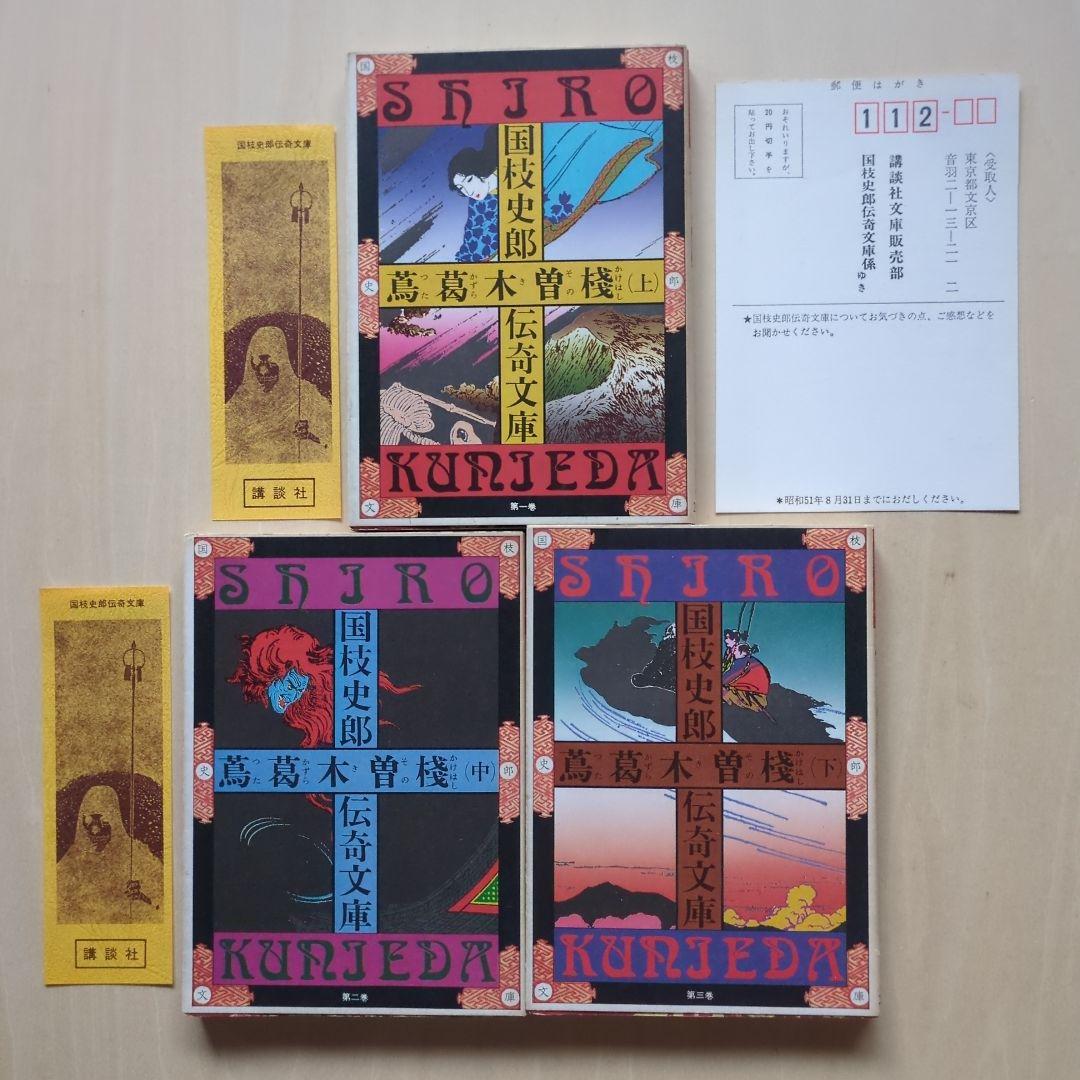 国枝史郎伝奇文庫
講談社
国枝史郎伝奇文庫
講談社
国 枝
SHIRO
国枝史郎
史 郎
蔦葛木曽棧(上)
つた かずら き その かけはし
伝奇文庫
KUNIEDA
文 庫
第一巻
国 枝
SHIRO
国枝史郎
史 郎
蔦葛木曽棧(中)
つた かずら き その かけはし
伝奇文庫
KUNIEDA
文 庫
第二巻
国 枝
SHIRO
国枝史郎
史 郎
蔦葛木曽棧(下)
つた かずら き その かけはし
伝奇文庫
KUNIEDA
文 庫
第三巻
郵便はがき
112-
おそれいりますが、
20円切手を
貼ってお出し下さい。
〈受取人〉
東京都文京区
音羽二―一三―二一 二
講談社文庫販売部
国枝史郎伝奇文庫係 ゆき
★国枝史郎伝奇文庫についてお気づきの点、ご感想などを
お聞かせください。
*昭和51年8月31日までにおだしください。